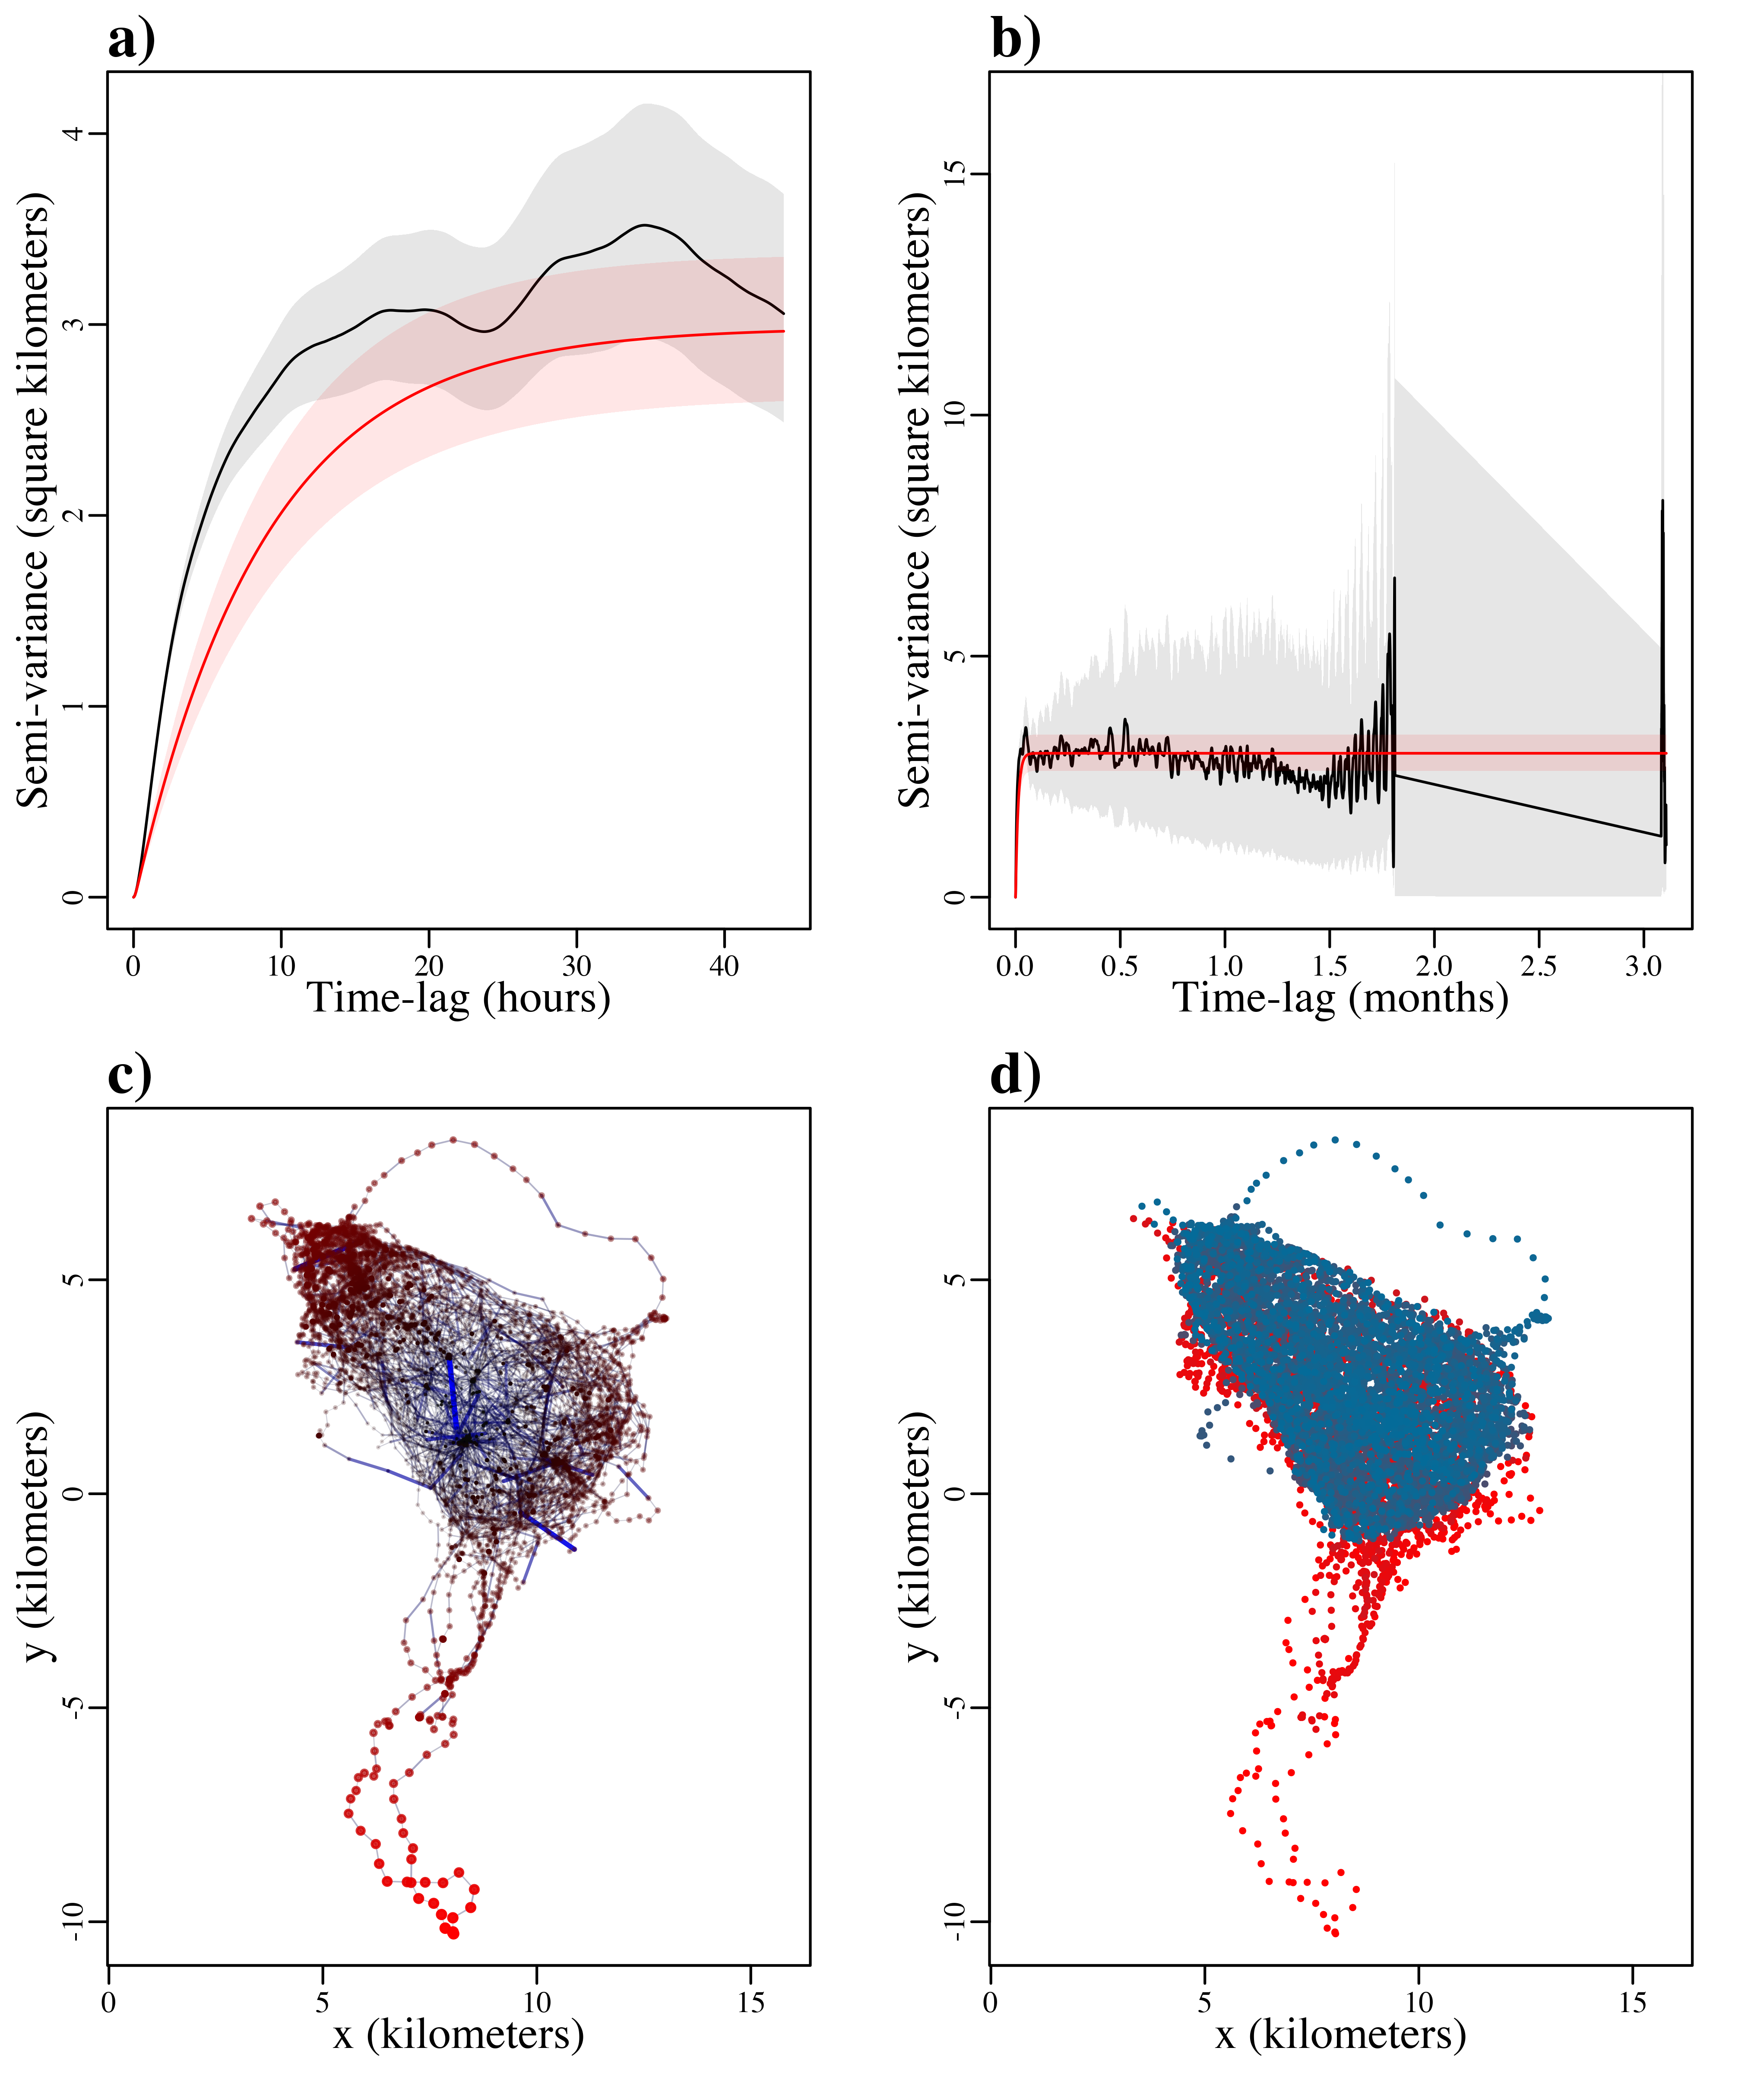 a)
Semi-variance (square kilometers)
4
3
2
1
0
0 10 20 30 40
Time-lag (hours)
b)
Semi-variance (square kilometers)
15
10
5
0
0.0 0.5 1.0 1.5 2.0 2.5 3.0
Time-lag (months)
c)
y (kilometers)
5
0
-5
-10
0 5 10 15
x (kilometers)
d)
y (kilometers)
5
0
-5
-10
0 5 10 15
x (kilometers)